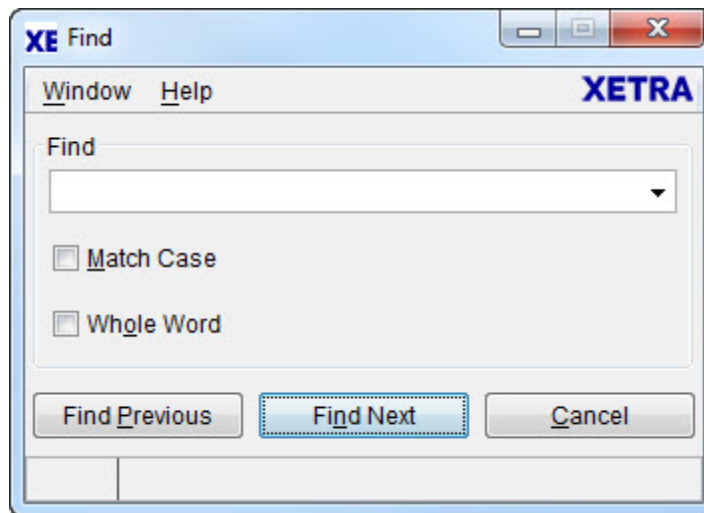 XE Find
Window Help XETRA
Find
Match Case
Whole Word
Find Previous Find Next Cancel